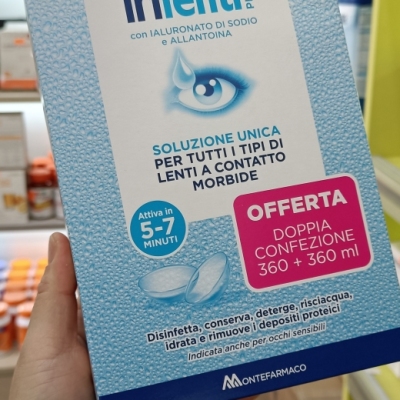 con IALURONATO DI SODIO
e ALLANTOINA
SOLUZIONE UNICA
PER TUTTI I TIPI DI
LENTI A CONTATTO
MORBIDE
Attiva in
5-7
MINUTI
OFFERTA
DOPPIA
CONFEZIONE
360 + 360 ml
Disinfetta, conserva, deterge, risciacqua,
idrata e rimuove i depositi proteici
Indicata anche per occhi sensibili
MONTEFARMACO